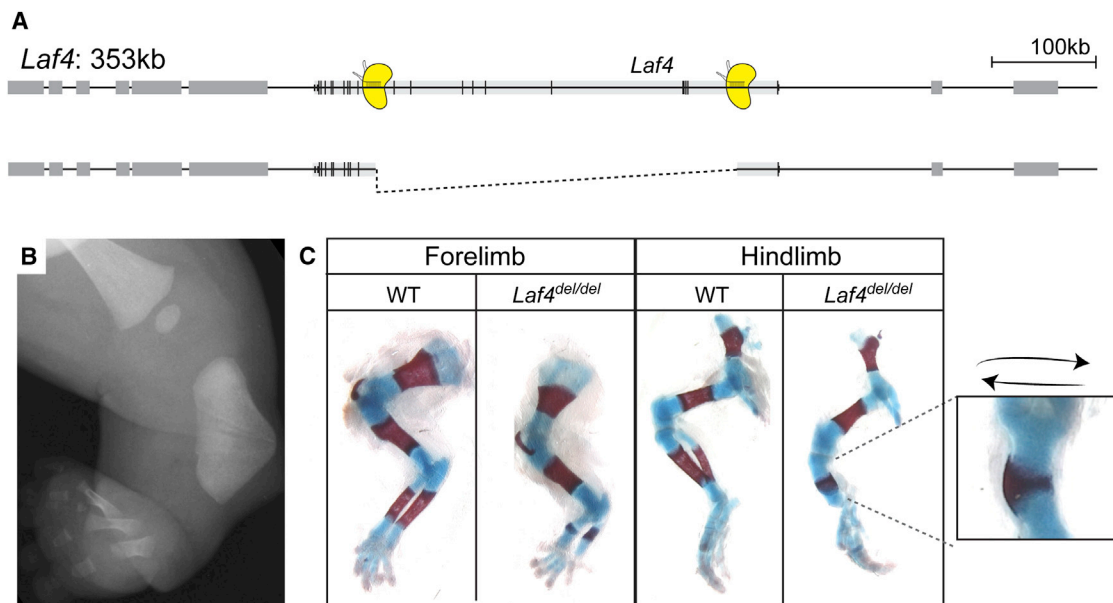 A
Laf4: 353kb
Laf4
100kb
B
C
Forelimb
Hindlimb
WT
Laf4del/del
WT
Laf4del/del